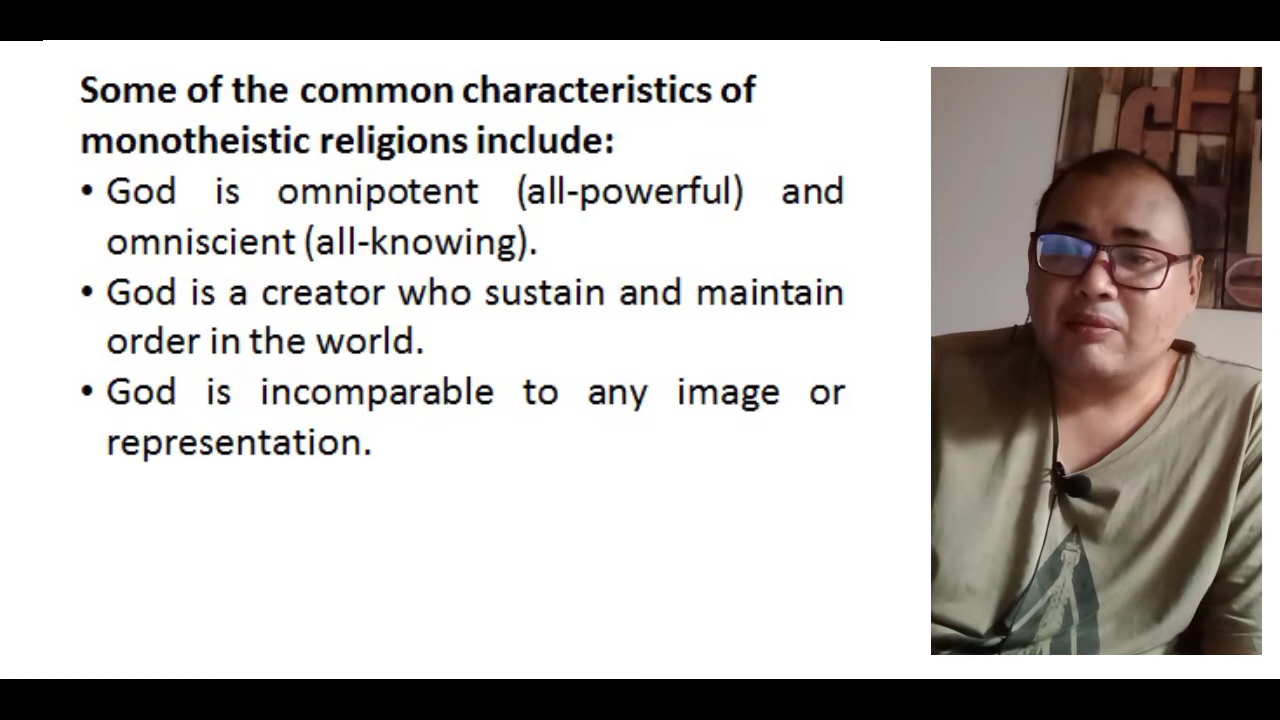 Some of the common characteristics of
monotheistic religions include:
• God is omnipotent (all-powerful) and
omniscient (all-knowing).
• God is a creator who sustain and maintain
order in the world.
• God is incomparable to any image or
representation.